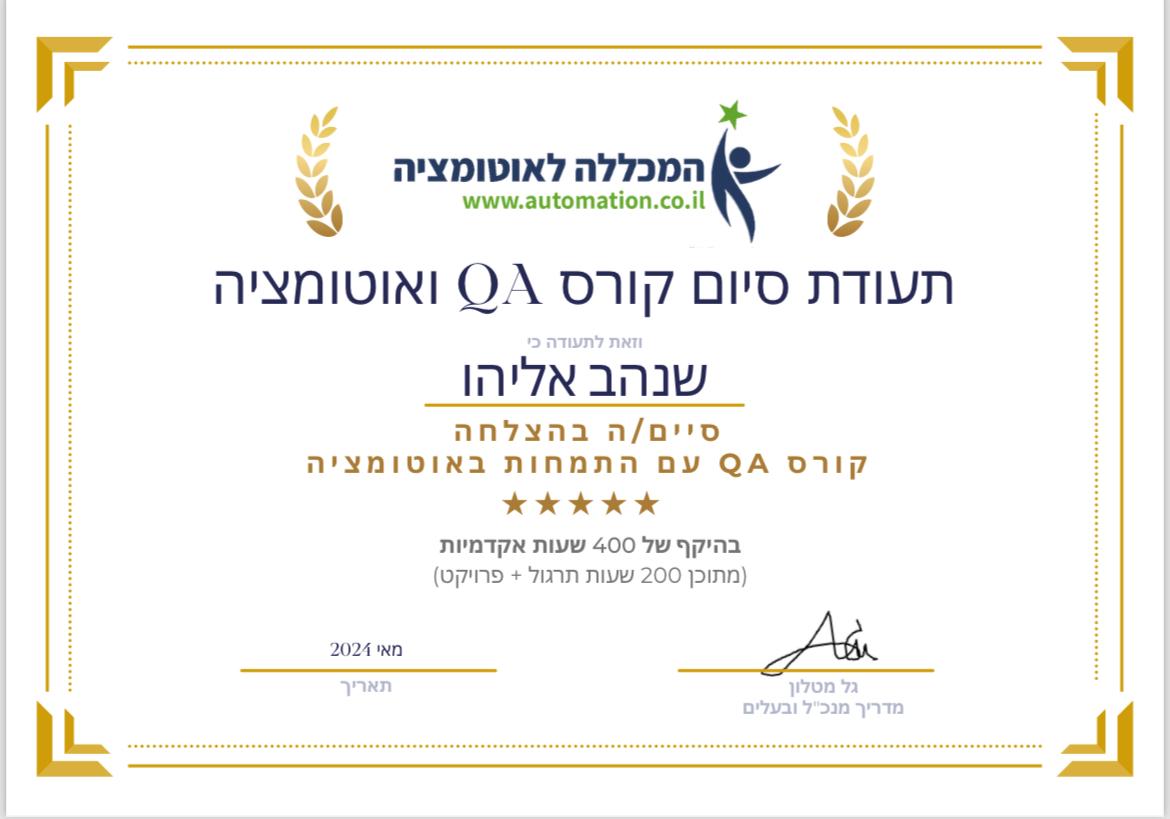 המכללה לאוטומציה
www.automation.co.il
תעודת סיום קורס QA ואוטומציה
וזאת לתעודה כי
שנהב אליהו
סיים/ה בהצלחה
קורס QA עם התמחות באוטומציה
בהיקף של 400 שעות אקדמיות
(מתוכן 200 שעות תרגול + פרויקט)
מאי 2024
תאריך
גל מטלון
מדריך מנכ"ל ובעלים